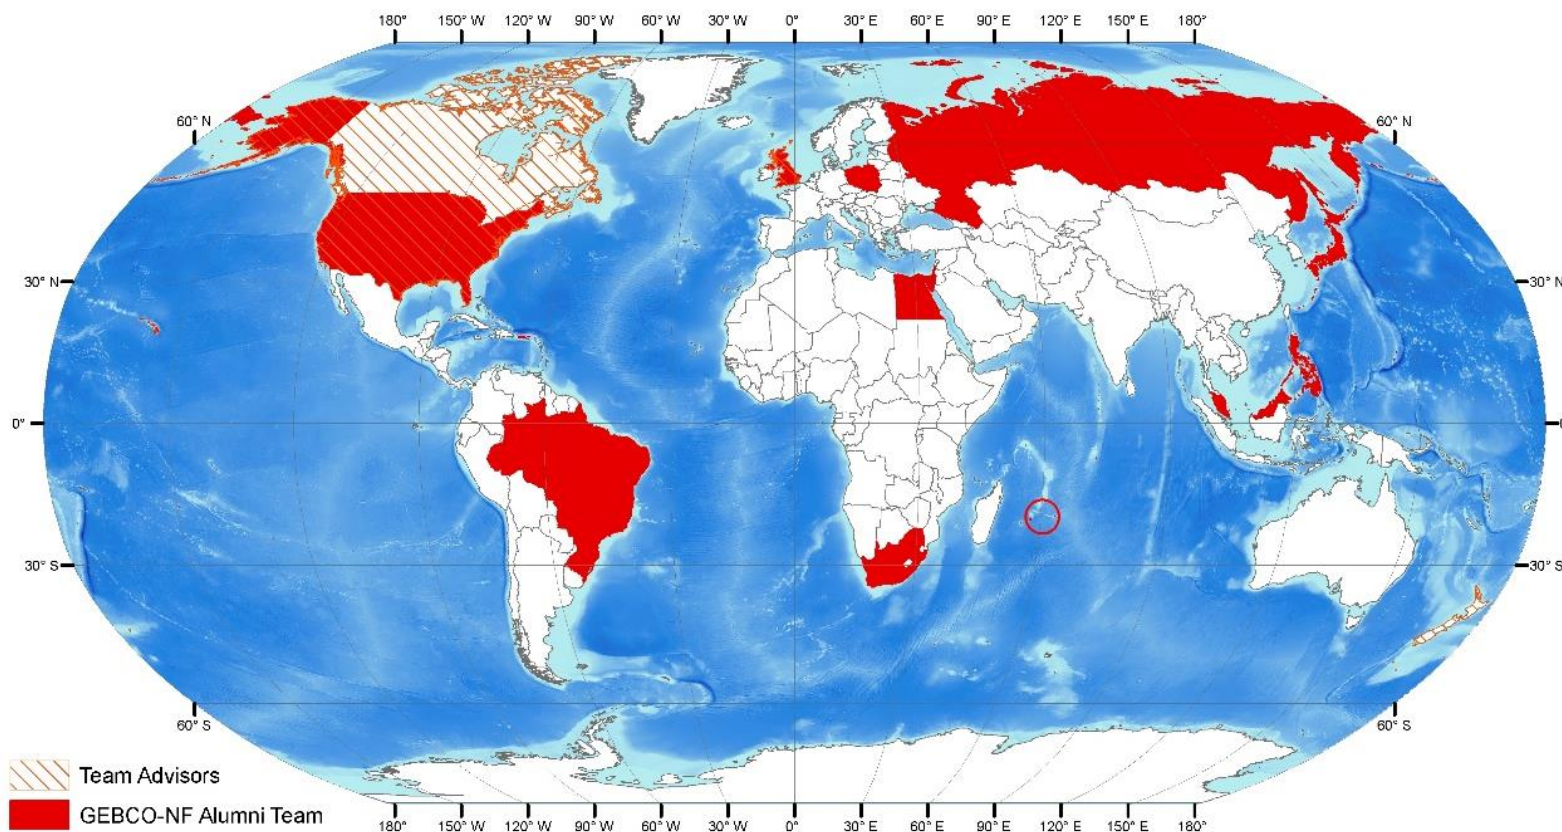 180° 150° W 120° W 90° W 60° W 30° W 0° 30° E 60° E 90° E 120° E 150° E 180°
60° N 60° N
30° N 30° N
0° 0°
30° S 30° S
60° S 60° S
Team Advisors
GEBCO-NF Alumni Team
180° 150° W 120° W 90° W 60° W 30° W 0° 30° E 60° E 90° E 120° E 150° E 180°